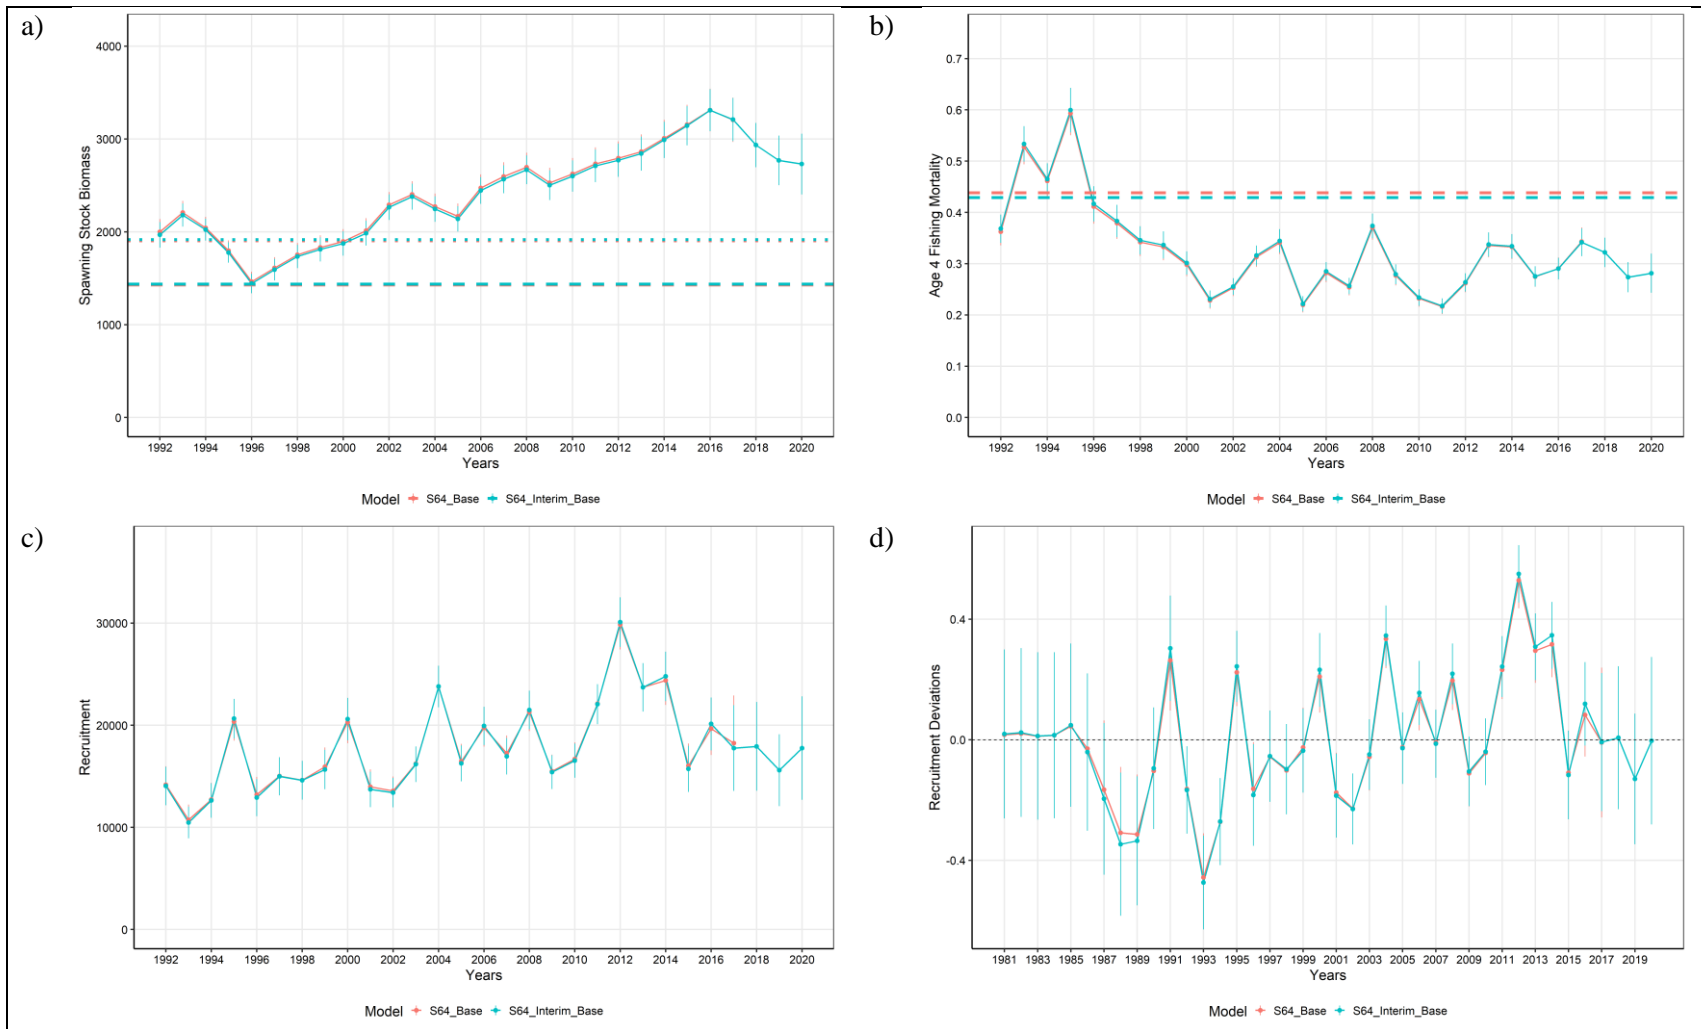 a)
4000
3000
2000
1000
0
Spawning Stock Biomass
1992 1994 1996 1998 2000 2002 2004 2006 2008 2010 2012 2014 2016 2018 2020
Years
Model S64_Base S64_Interim_Base
b)
0.7
0.6
0.5
0.4
0.3
0.2
0.1
0.0
Age 4 Fishing Mortality
1992 1994 1996 1998 2000 2002 2004 2006 2008 2010 2012 2014 2016 2018 2020
Years
Model S64_Base S64_Interim_Base
c)
30000
20000
10000
0
Recruitment
1992 1994 1996 1998 2000 2002 2004 2006 2008 2010 2012 2014 2016 2018 2020
Years
Model S64_Base S64_Interim_Base
d)
0.4
0.0
-0.4
Recruitment Deviations
1981 1983 1985 1987 1989 1991 1993 1995 1997 1999 2001 2003 2005 2007 2009 2011 2013 2015 2017 2019
Years
Model S64_Base S64_Interim_Base